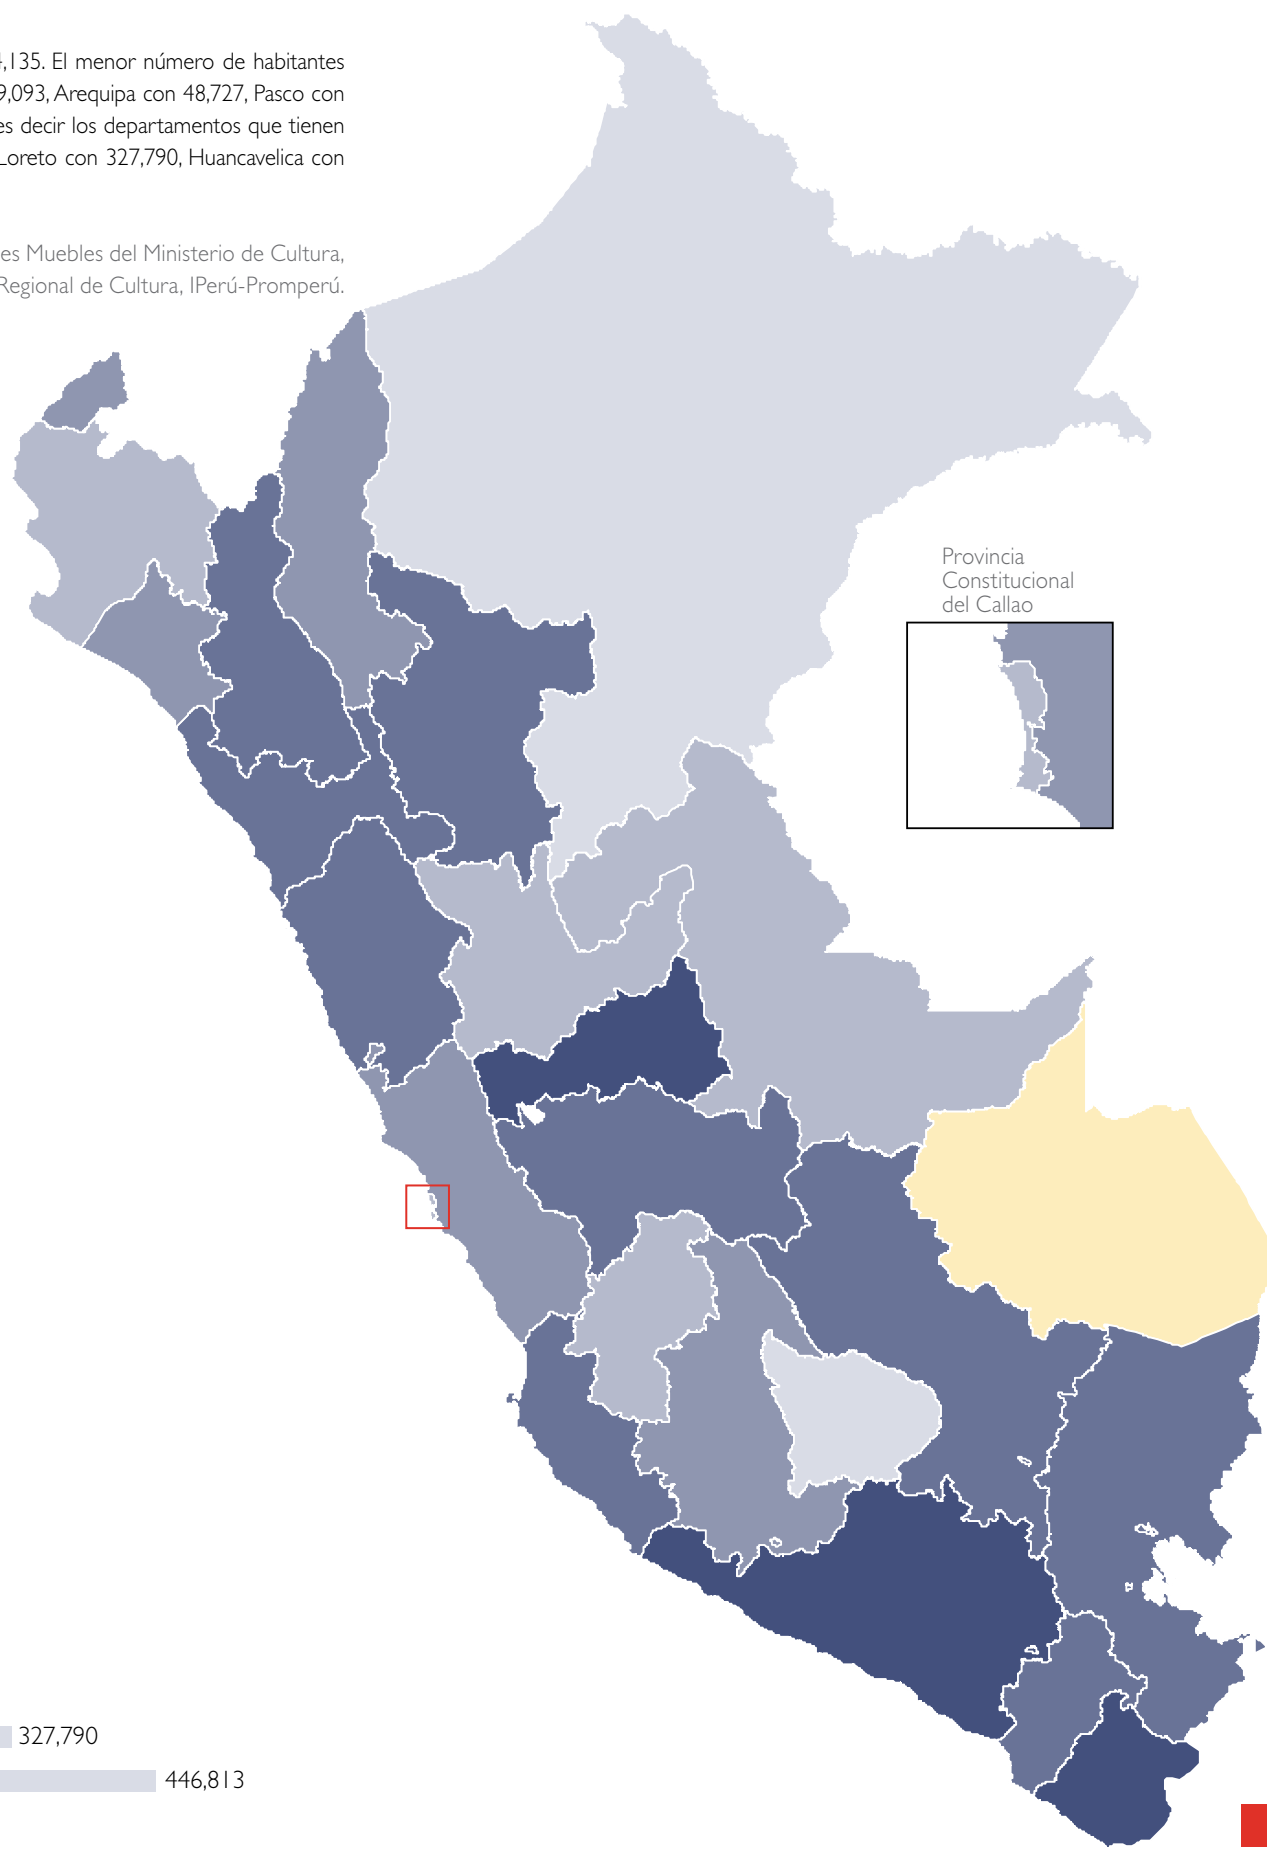 4,135. El menor número de habitantes
9,093, Arequipa con 48,727, Pasco con
es decir los departamentos que tienen
Loreto con 327,790, Huancavelica con
es Muebles del Ministerio de Cultura,
Regional de Cultura, IPerú-Promperú.
Provincia
Constitucional
del Callao
327,790
446,813